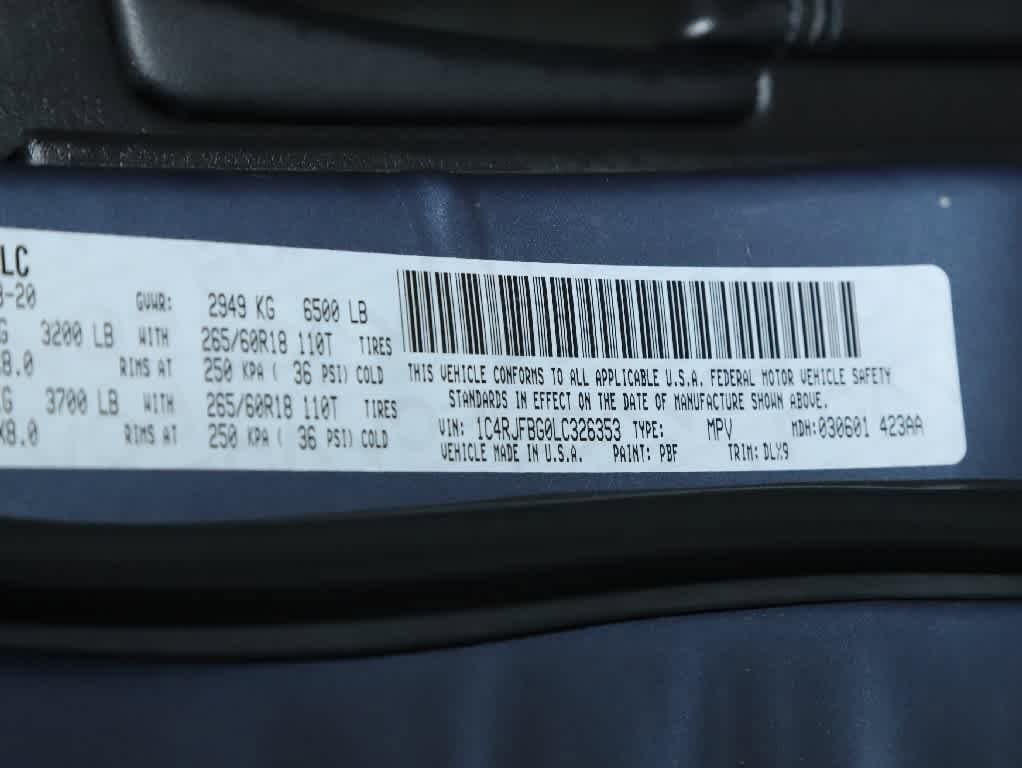 LC
-20 GVWR: 2949 KG 6500 LB
G 3200 LB WITH 265/60R18 110T TIRES
X8.0 RIMS AT 250 KPA ( 36 PSI) COLD
G 3700 LB WITH 265/60R18 110T TIRES
X8.0 RIMS AT 250 KPA ( 36 PSI) COLD
THIS VEHICLE CONFORMS TO ALL APPLICABLE U.S.A. FEDERAL MOTOR VEHICLE SAFETY
STANDARDS IN EFFECT ON THE DATE OF MANUFACTURE SHOWN ABOVE.
VIN: 1C4RJFBG0LC326353 TYPE: MPV MDH:030601 423AA
VEHICLE MADE IN U.S.A. PAINT: PBF TRIM: DLX9